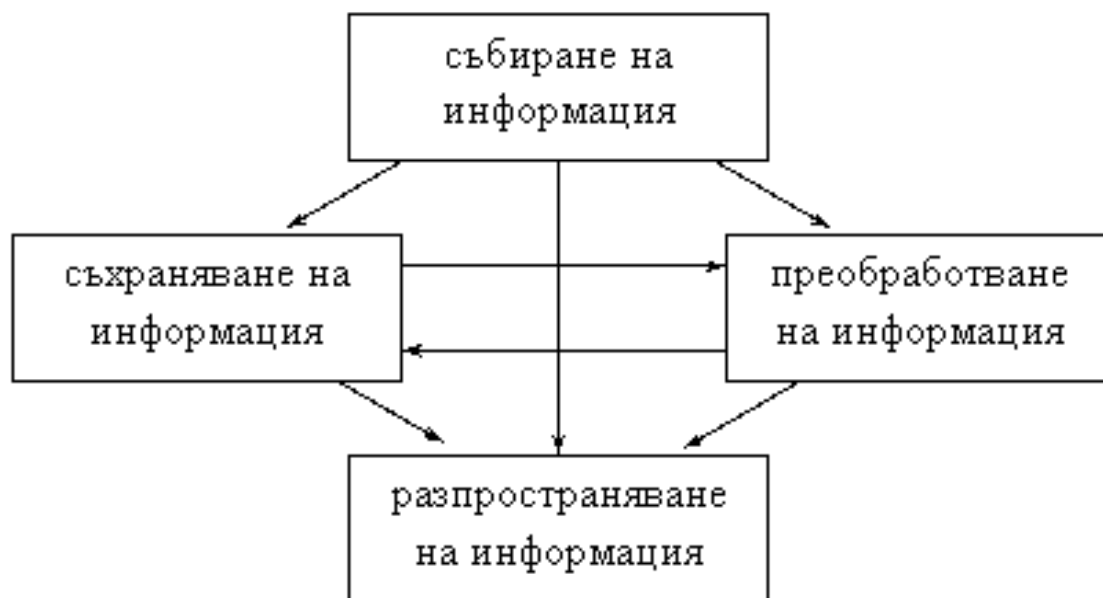 събиране на
информация
съхраняване на
информация
преобработване
на информация
разпространяване
на информация